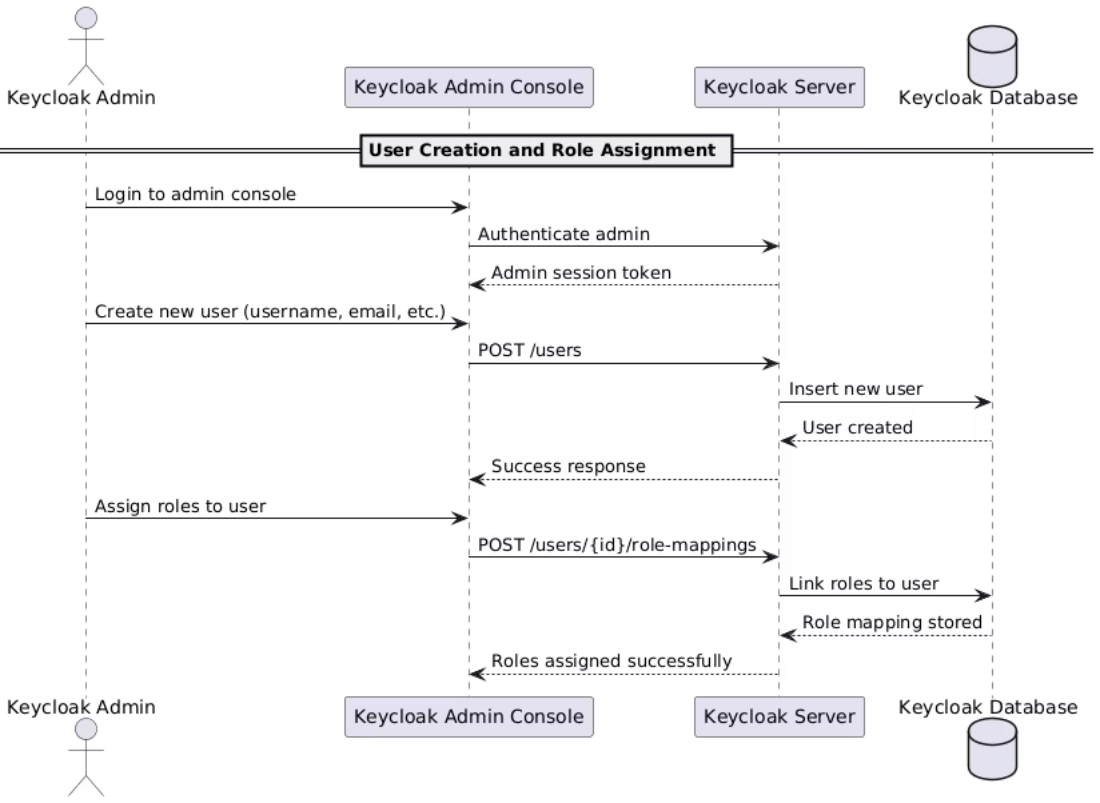 Keycloak Admin
Keycloak Admin Console
Keycloak Server
Keycloak Database
User Creation and Role Assignment
Login to admin console
Authenticate admin
Admin session token
Create new user (username, email, etc.)
POST /users
Insert new user
User created
Success response
Assign roles to user
POST /users/{id}/role-mappings
Link roles to user
Role mapping stored
Roles assigned successfully
Keycloak Admin
Keycloak Admin Console
Keycloak Server
Keycloak Database